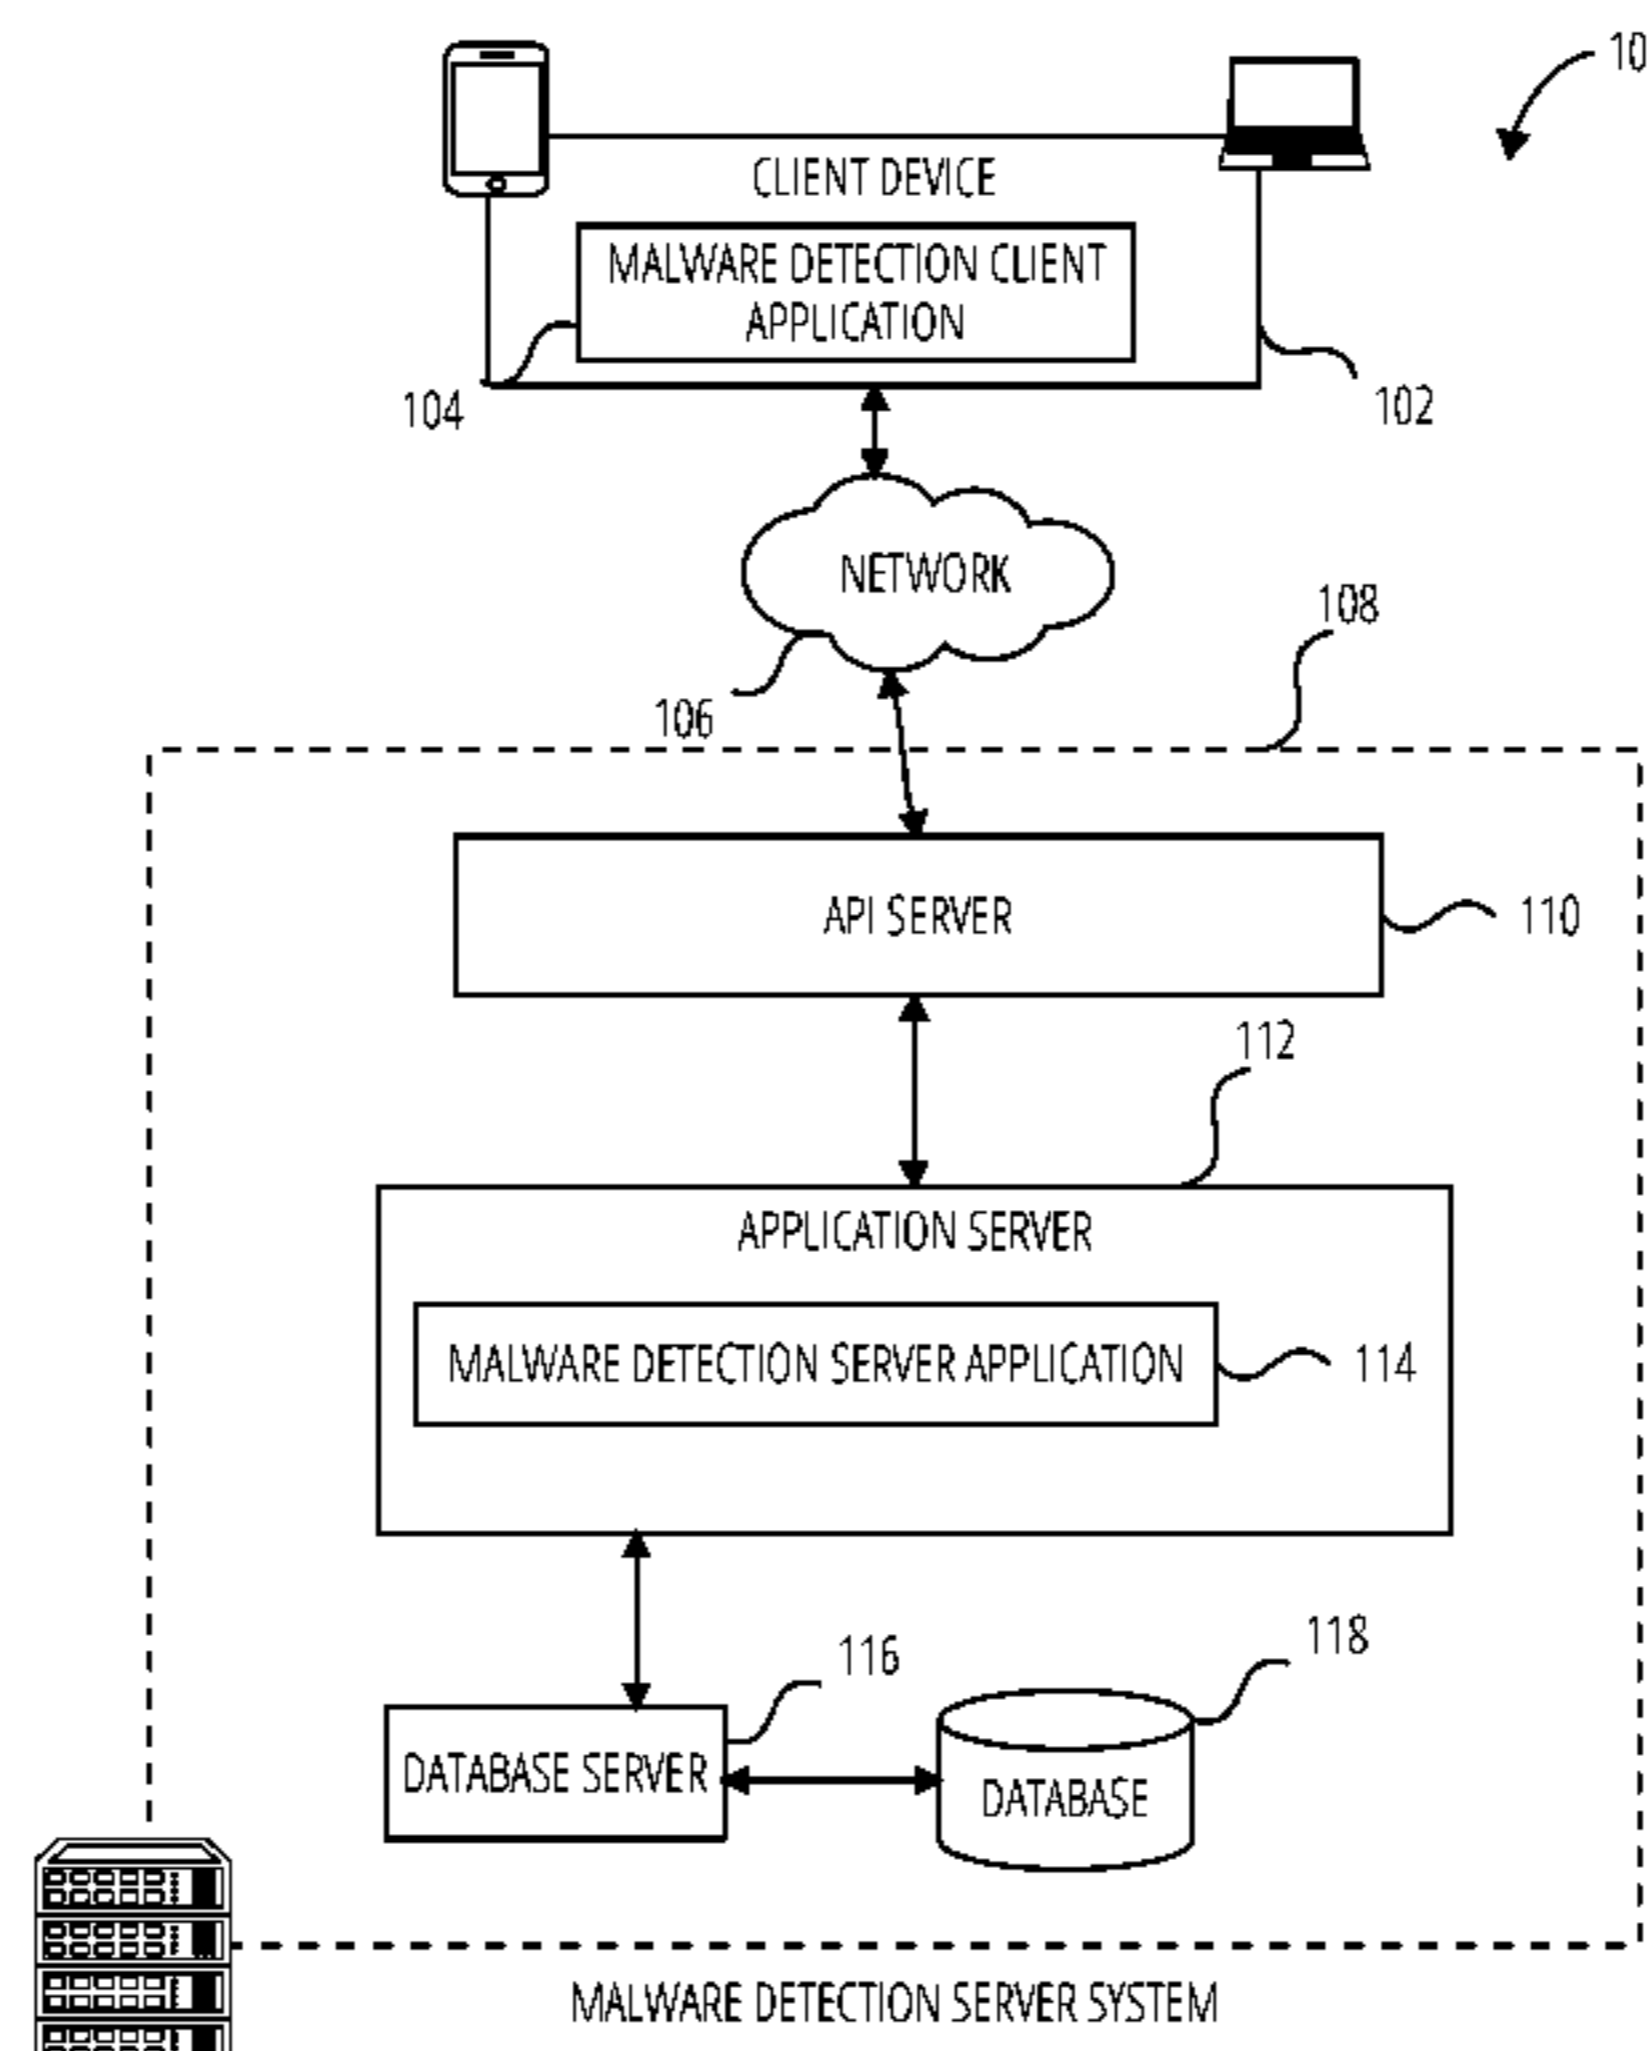 10
CLIENT DEVICE
MALWARE DETECTION CLIENT
APPLICATION
104
102
NETWORK
108
106
API SERVER
110
112
APPLICATION SERVER
MALWARE DETECTION SERVER APPLICATION
114
116
118
DATABASE SERVER
DATABASE
MALWARE DETECTION SERVER SYSTEM